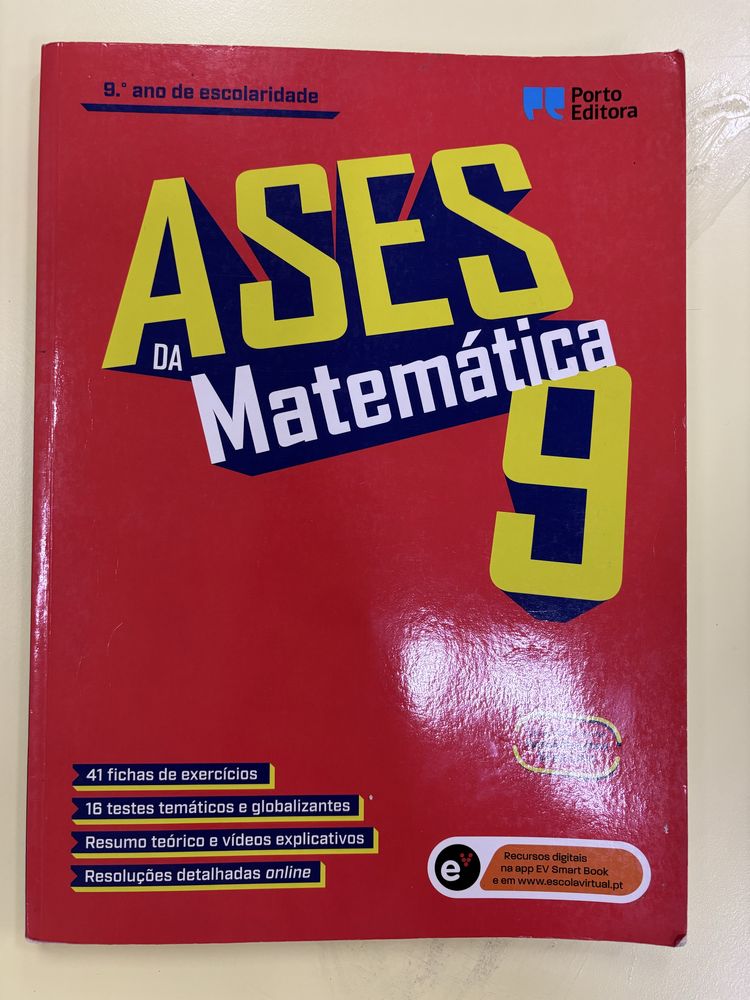 9.º ano de escolaridade
Porto
Editora
ASES
DA
Matemática
9
41 fichas de exercícios
16 testes temáticos e globalizantes
Resumo teórico e vídeos explicativos
Resoluções detalhadas online
e
Recursos digitais
na app EV Smart Book
e em www.escolavirtual.pt